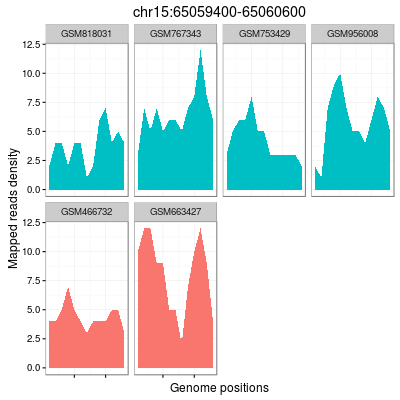 chr15:65059400-65060600
GSM818031 GSM767343 GSM753429 GSM956008
12.5
10.0
7.5
5.0
2.5
0.0
GSM466732 GSM663427
12.5
10.0
7.5
5.0
2.5
0.0
Mapped reads density
Genome positions